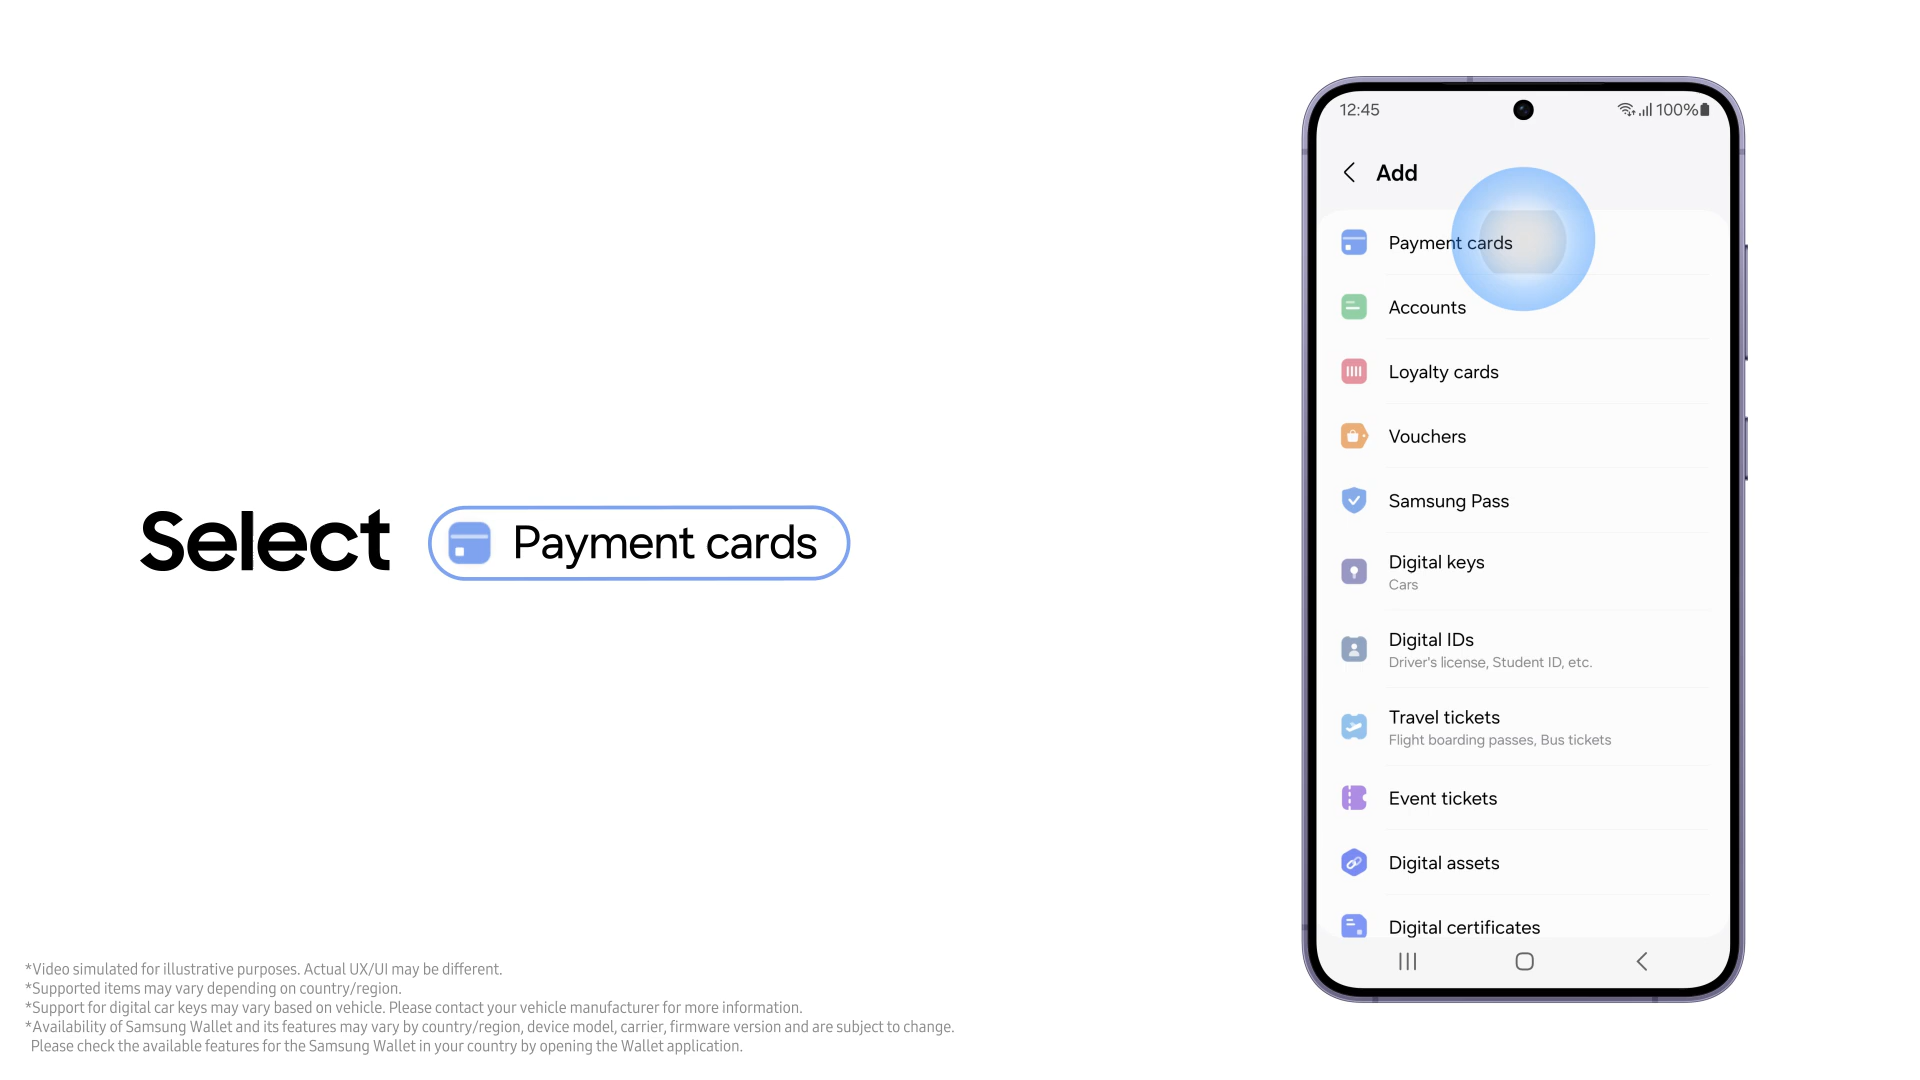 Select Payment cards
12:45 100%
Add
Payment cards
Accounts
Loyalty cards
Vouchers
Samsung Pass
Digital keys
Cars
Digital IDs
Driver's license, Student ID, etc.
Travel tickets
Flight boarding passes, Bus tickets
Event tickets
Digital assets
Digital certificates
*Video simulated for illustrative purposes. Actual UX/UI may be different.
*Supported items may vary depending on country/region.
*Support for digital car keys may vary based on vehicle. Please contact your vehicle manufacturer for more information.
*Availability of Samsung Wallet and its features may vary by country/region, device model, carrier, firmware version and are subject to change.
Please check the available features for the Samsung Wallet in your country by opening the Wallet application.